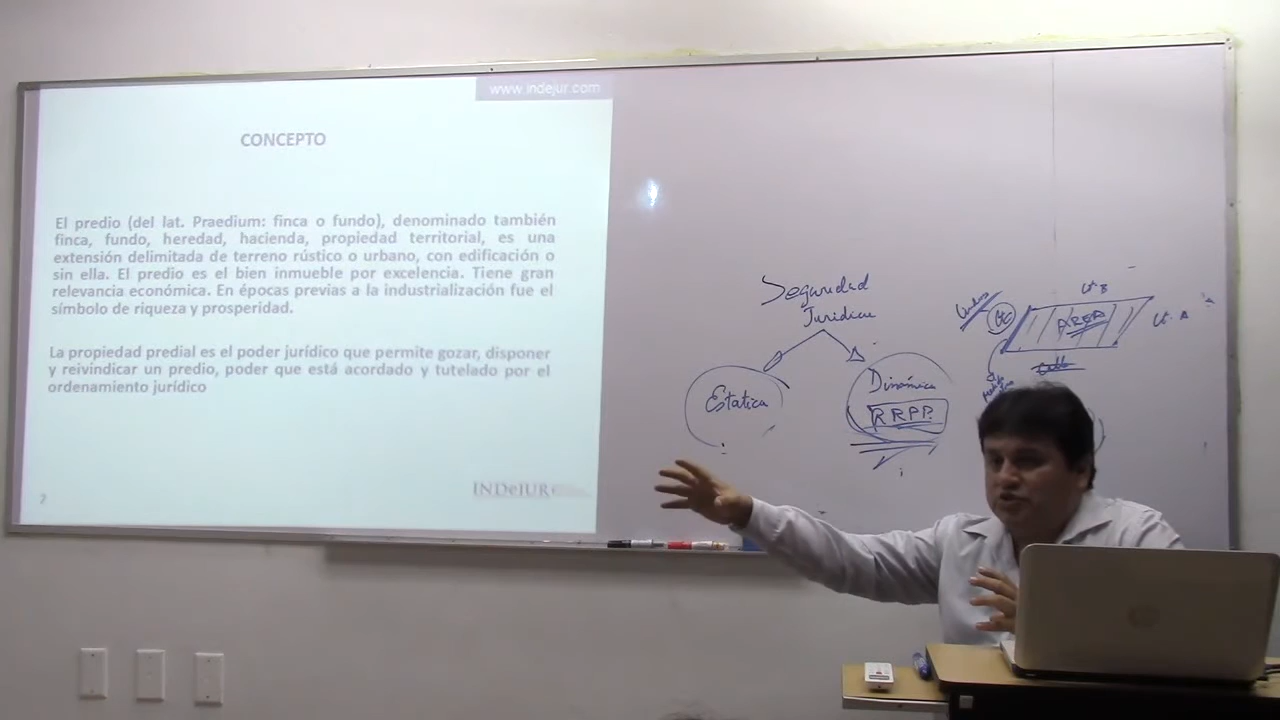 www.indejur.com
CONCEPTO
El predio (del lat. Praedium: finca o fundo), denominado también
finca, fundo, heredad, hacienda, propiedad territorial, es una
extensión delimitada de terreno rústico o urbano, con edificación o
sin ella. El predio es el bien inmueble por excelencia. Tiene gran
relevancia económica. En épocas previas a la industrialización fue el
símbolo de riqueza y prosperidad.
La propiedad predial es el poder jurídico que permite gozar, disponer
y reivindicar un predio, poder que está acordado y tutelado por el
ordenamiento jurídico
2
INDeJUR
Seguridad
Jurídica
Estática
Dinámica
RRPP.
AREA